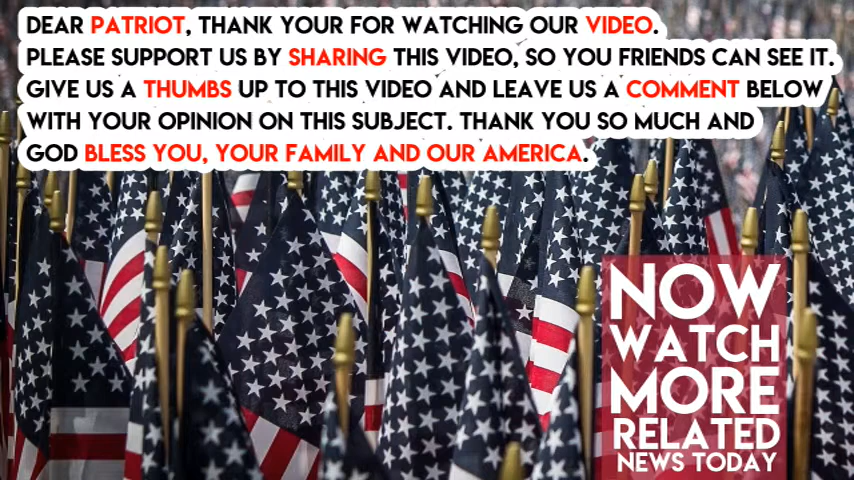 DEAR PATRIOT, THANK YOUR FOR WATCHING OUR VIDEO.
PLEASE SUPPORT US BY SHARING THIS VIDEO, SO YOU FRIENDS CAN SEE IT.
GIVE US A THUMBS UP TO THIS VIDEO AND LEAVE US A COMMENT BELOW
WITH YOUR OPINION ON THIS SUBJECT. THANK YOU SO MUCH AND
GOD BLESS YOU, YOUR FAMILY AND OUR AMERICA.
NOW
WATCH
MORE
RELATED
NEWS TODAY